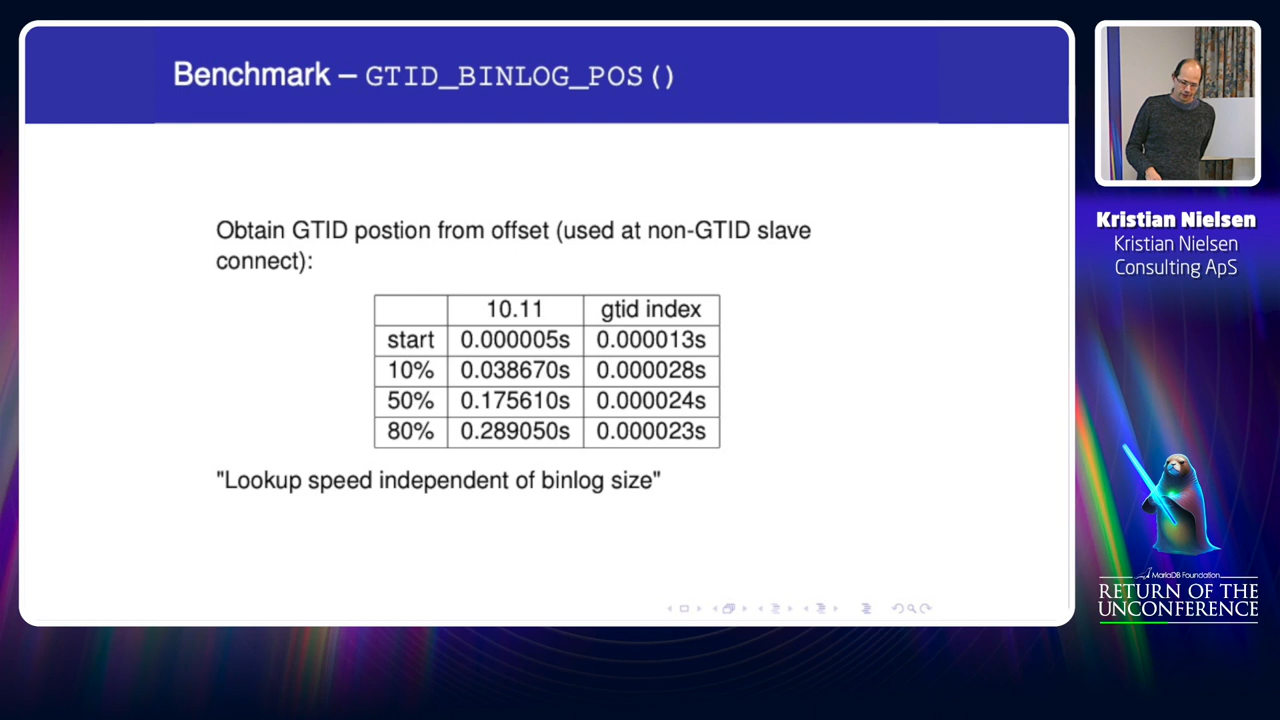 Benchmark – GTID_BINLOG_POS()
Obtain GTID postion from offset (used at non-GTID slave
connect):
10.11 gtid index
start 0.000005s 0.000013s
10% 0.038670s 0.000028s
50% 0.175610s 0.000024s
80% 0.289050s 0.000023s
"Lookup speed independent of binlog size"
Kristian Nielsen
Kristian Nielsen
Consulting ApS
MariaDB Foundation
RETURN OF THE
UNCONFERENCE